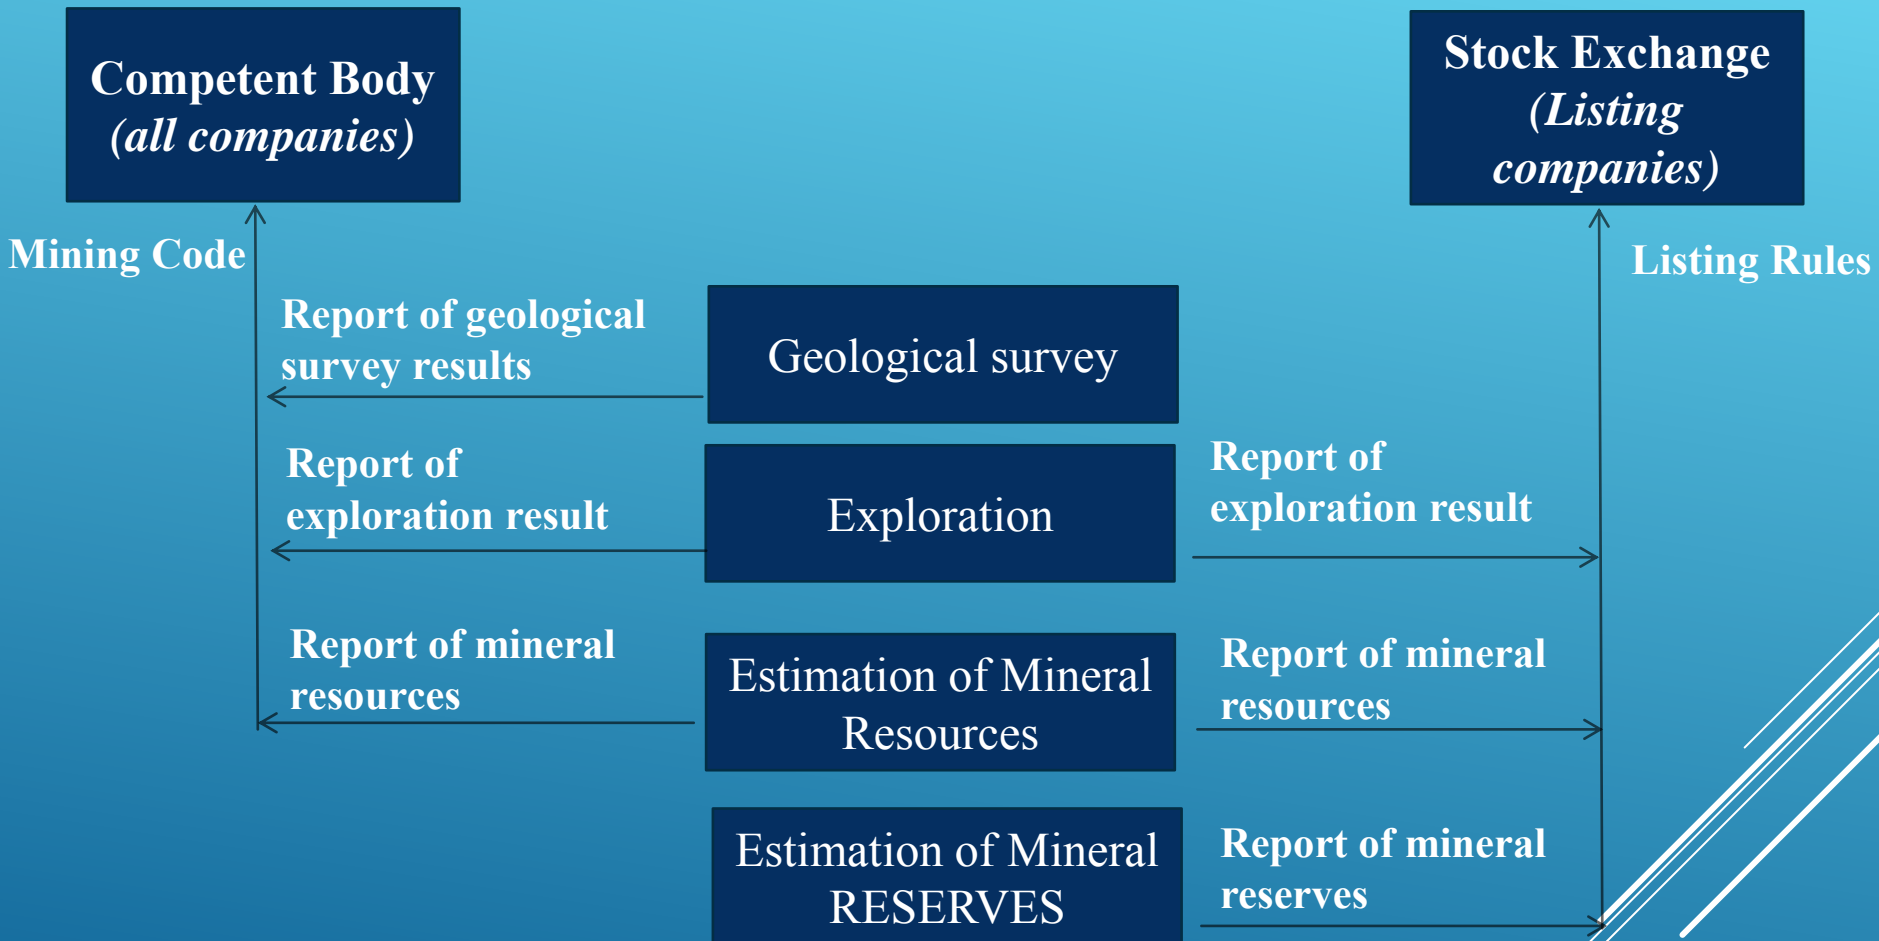 Competent Body
(all companies)
Stock Exchange
(Listing
companies)
Mining Code
Listing Rules
Report of geological
survey results
Geological survey
Report of
exploration result
Exploration
Report of
exploration result
Report of mineral
resources
Estimation of Mineral
Resources
Report of mineral
resources
Estimation of Mineral
RESERVES
Report of mineral
reserves